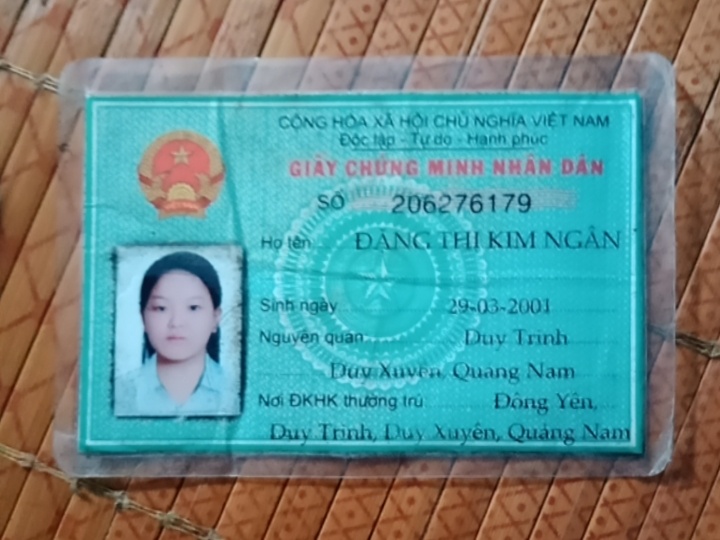 CỘNG HÒA XÃ HỘI CHỦ NGHĨA VIỆT NAM
Độc lập - Tự do - Hạnh phúc
GIẤY CHỨNG MINH NHÂN DÂN
SỐ 206276179
Họ tên ĐẶNG THỊ KIM NGÂN
Sinh ngày 29-03-2001
Nguyên quán Duy Trinh
Duy Xuyên, Quảng Nam
Nơi ĐKHK thường trú Đông Yên,
Duy Trinh, Duy Xuyên, Quảng Nam